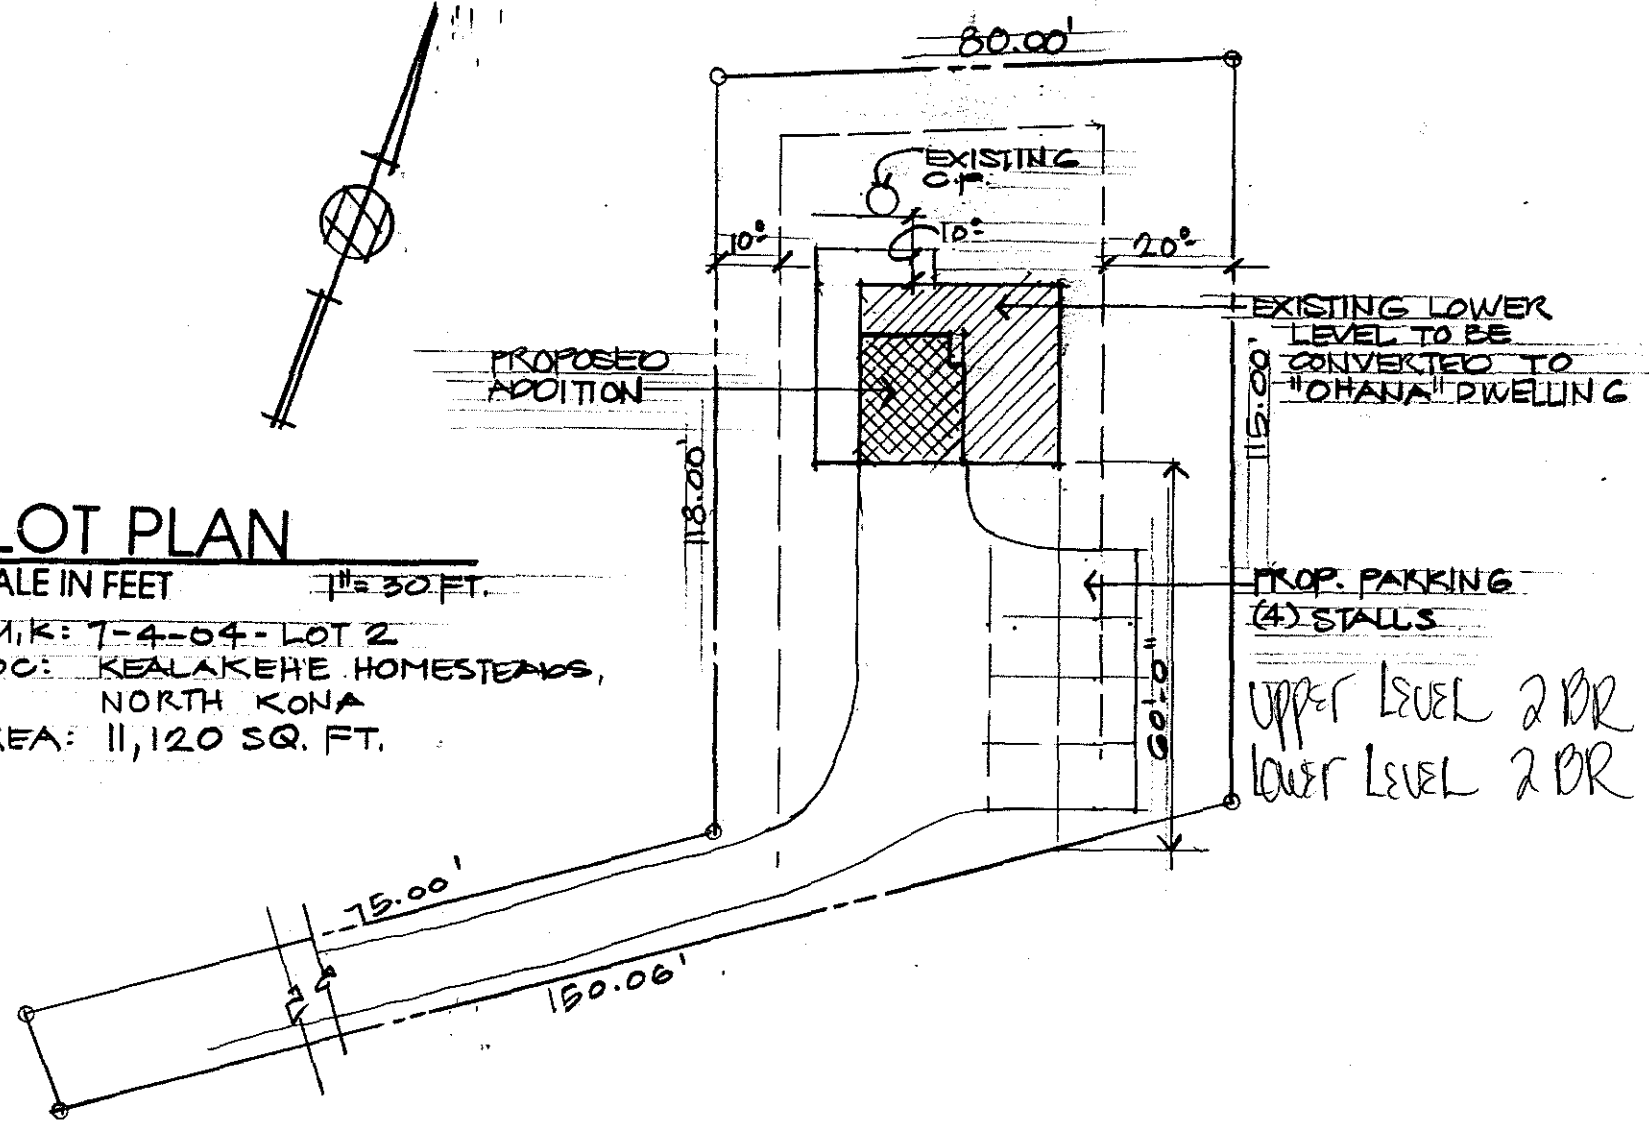 80.00'
EXISTING
C.P.
10°
10°
20°
EXISTING LOWER
LEVEL TO BE
CONVERTED TO
"OHANA" DWELLING
PROPOSED
ADDITION
118.00'
115.00'
LOT PLAN
ALE IN FEET 1"=30 FT.
M.K: 7-4-04- LOT 2
OC: KEALAKEHE HOMESTEADS,
NORTH KONA
EA: 11,120 SQ. FT.
PROP. PARKING
(4) STALLS
60'-0"
upper LEVEL 2 BR
Lower LEVEL 2 BR
75.00'
150.06'